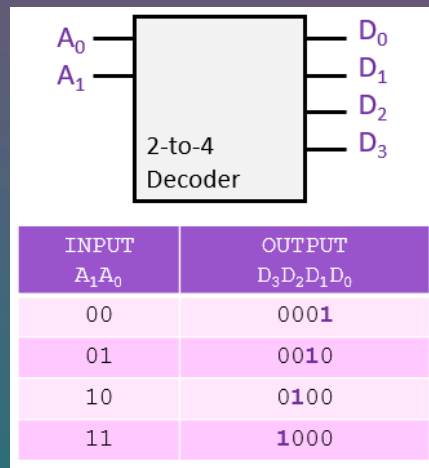 A₀ D₀
A₁ D₁
D₂
2-to-4 D₃
Decoder
INPUT OUTPUT
A₁A₀ D₃D₂D₁D₀
00 0001
01 0010
10 0100
11 1000